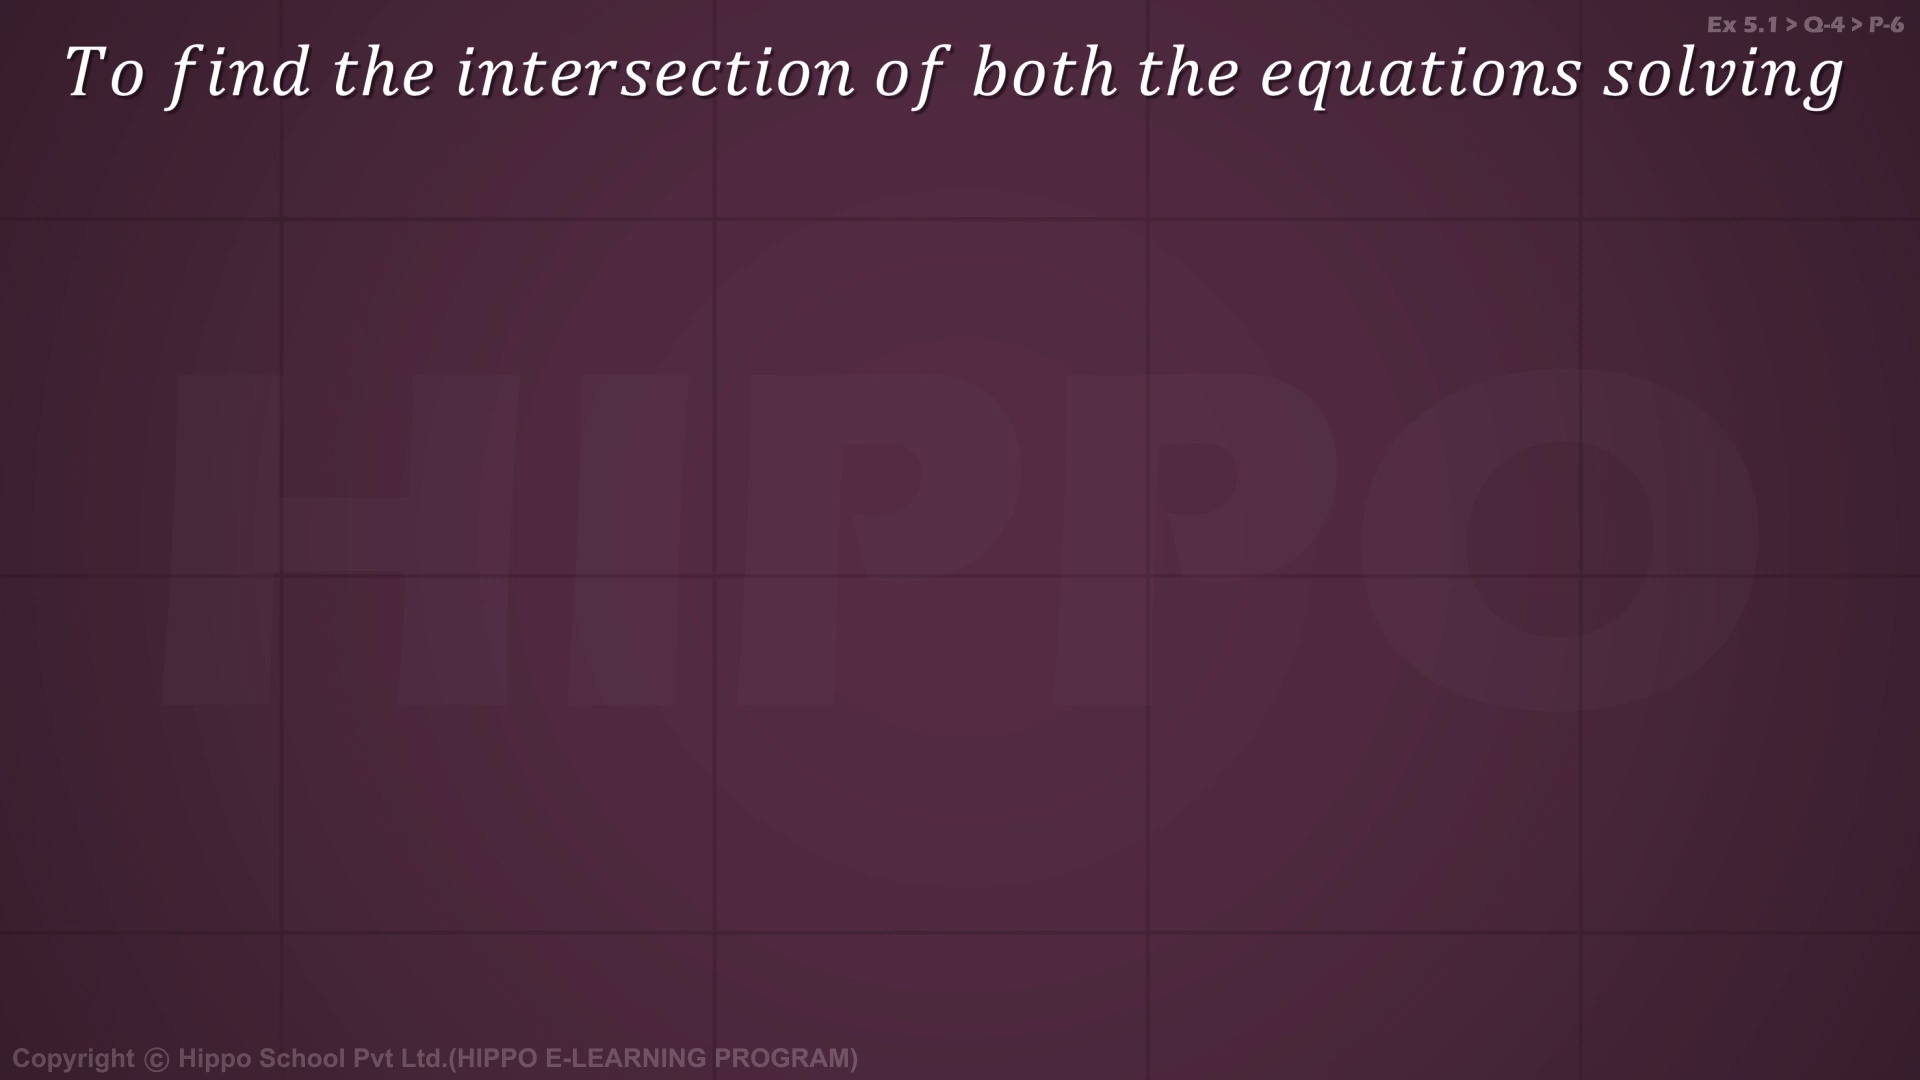 Ex 5.1 > Q-4 > P-6
To find the intersection of both the equations solving
HIPPO
Copyright © Hippo School Pvt Ltd.(HIPPO E-LEARNING PROGRAM)